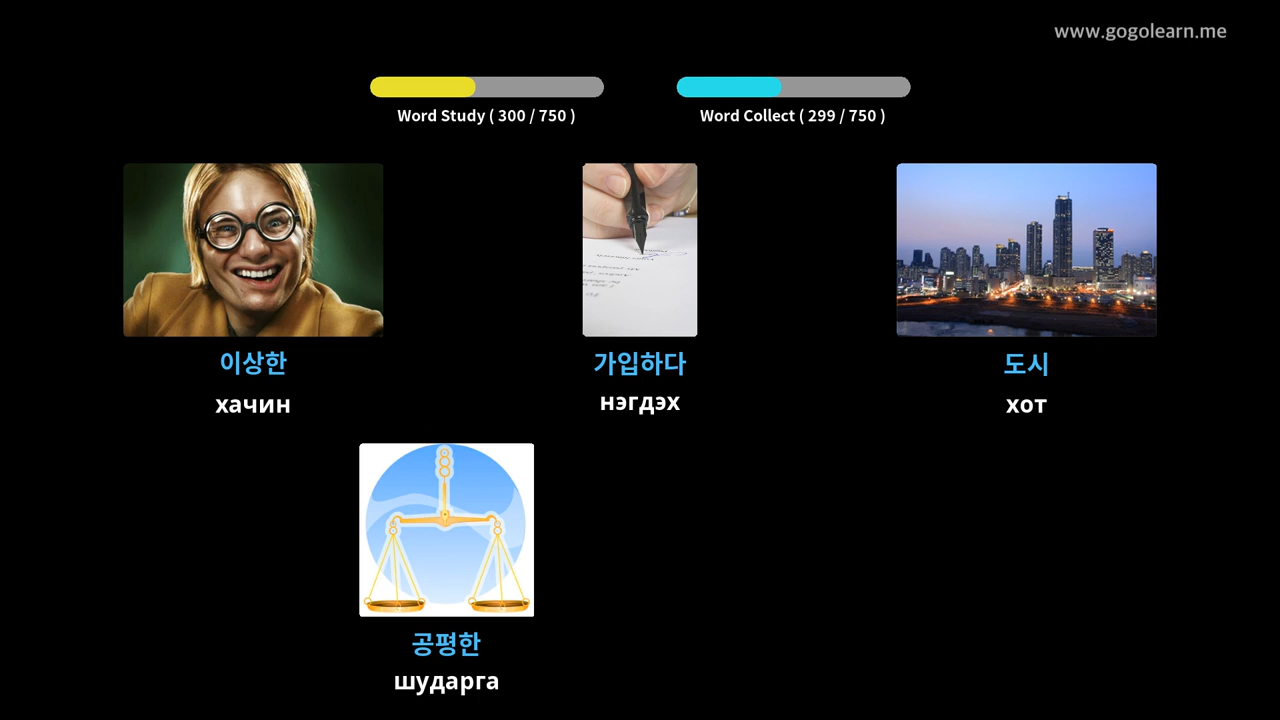 www.gogolearn.me
Word Study ( 300 / 750 )
Word Collect ( 299 / 750 )
이상한
хачин
가입하다
нэгдэх
도시
хот
공평한
шударга